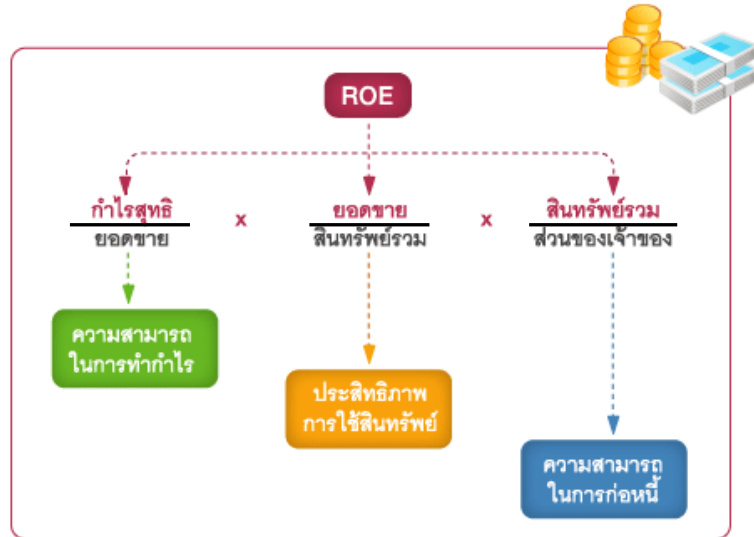 ROE
กำไรสุทธิ
ยอดขาย
x
ยอดขาย
สินทรัพย์รวม
x
สินทรัพย์รวม
ส่วนของเจ้าของ
ความสามารถ
ในการทำกำไร
ประสิทธิภาพ
การใช้สินทรัพย์
ความสามารถ
ในการก่อหนี้